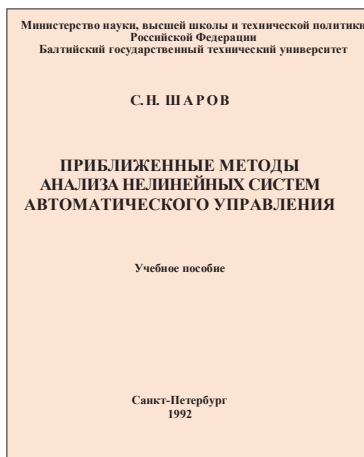 Министерство науки, высшей школы и технической политики
Российской Федерации
Балтийский государственный технический университет
С.Н. ШАРОВ
ПРИБЛИЖЕННЫЕ МЕТОДЫ
АНАЛИЗА НЕЛИНЕЙНЫХ СИСТЕМ
АВТОМАТИЧЕСКОГО УПРАВЛЕНИЯ
Учебное пособие
Санкт-Петербург
1992